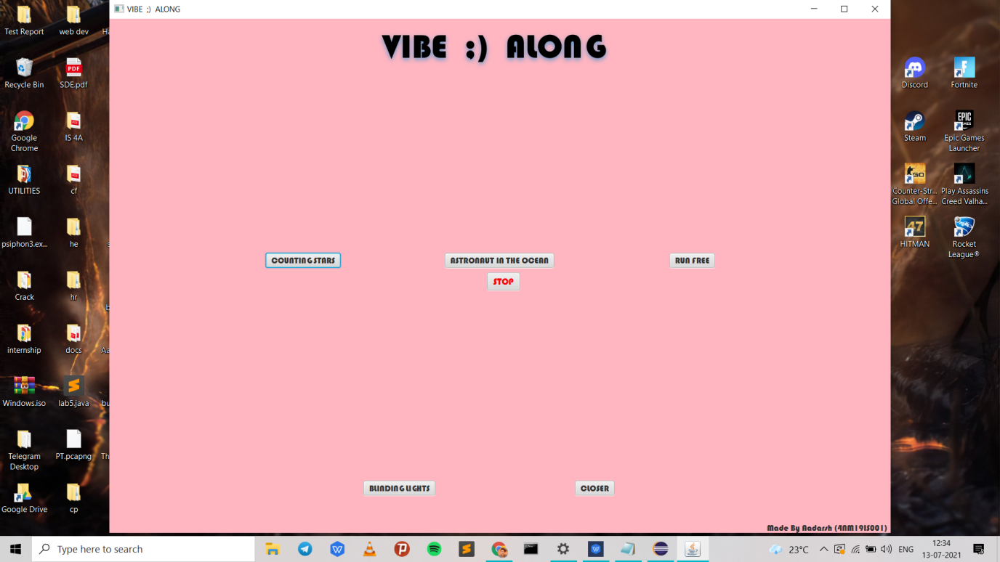 VIBE ;) ALONG
VIBE ;) ALONG
Test Report
web dev
Ha
Recycle Bin
SDE.pdf
Google
Chrome
IS 4A
UTILITIES
cf
psiphon3.ex...
he
s
Crack
hr
b
internship
docs
Aa
Windows.iso
lab5.java
bu
Telegram
Desktop
PT.pcapng
Th
Google Drive
cp
COUNTING STARS
ASTRONAUT IN THE OCEAN
RUN FREE
STOP
BLINDING LIGHTS
CLOSER
Made By Aadarsh (4NM19IS001)
Discord
Fortnite
Steam
Epic Games
Launcher
Counter-Str...
Global Offe...
Play Assassins
Creed Valha...
HITMAN
Rocket
League®
Type here to search
23°C
ENG
12:34
13-07-2021